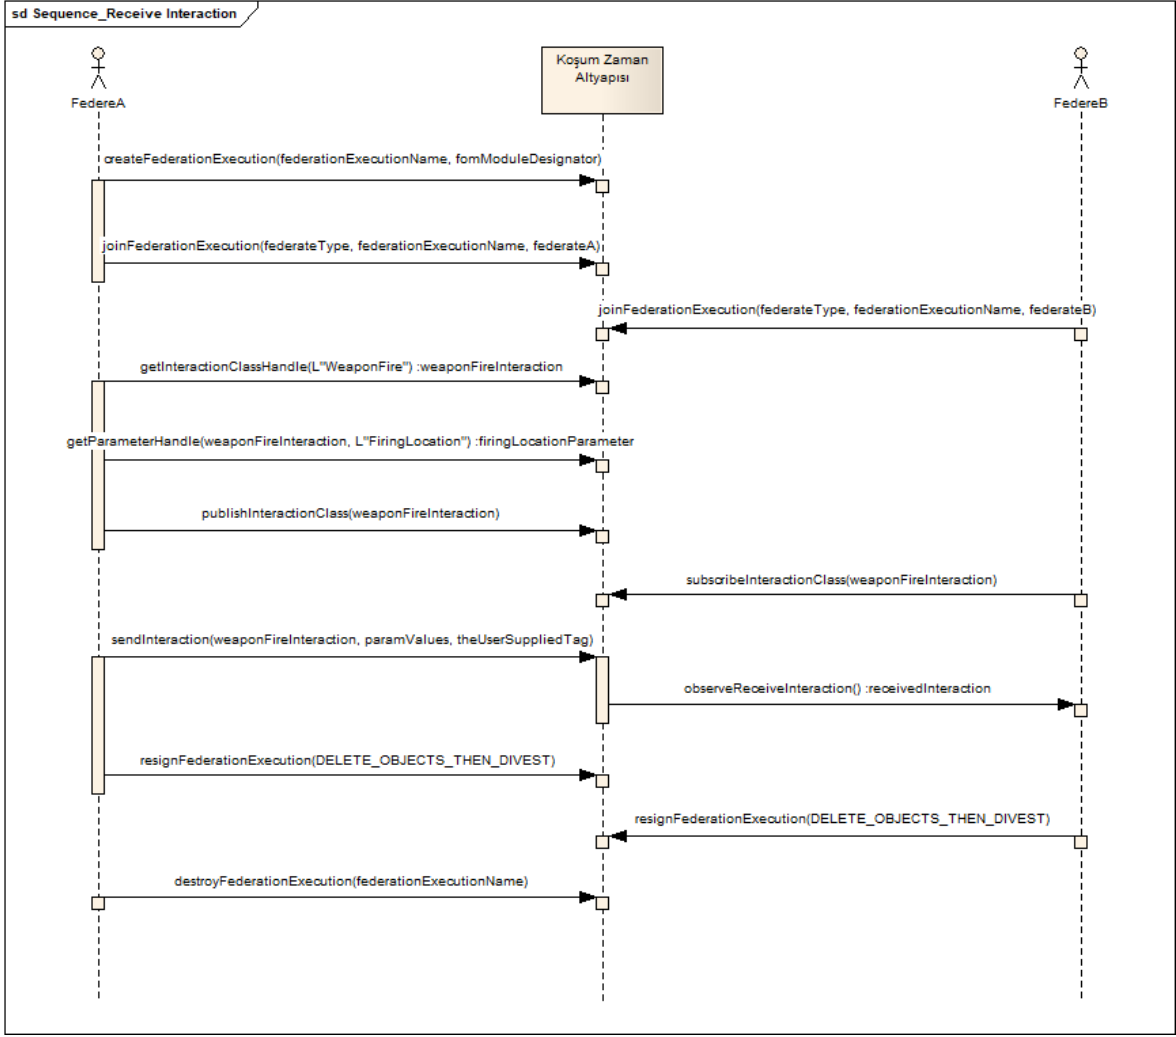 sd Sequence_Receive Interaction
FedereA
Koşum Zaman
Altyapısı
FedereB
createFederationExecution(federationExecutionName, fomModuleDesignator)
joinFederationExecution(federateType, federationExecutionName, federateA)
joinFederationExecution(federateType, federationExecutionName, federateB)
getInteractionClassHandle(L"WeaponFire") :weaponFireInteraction
getParameterHandle(weaponFireInteraction, L"FiringLocation") :firingLocationParameter
publishInteractionClass(weaponFireInteraction)
subscribeInteractionClass(weaponFireInteraction)
sendInteraction(weaponFireInteraction, paramValues, theUserSuppliedTag)
observeReceiveInteraction() :receivedInteraction
resignFederationExecution(DELETE_OBJECTS_THEN_DIVEST)
resignFederationExecution(DELETE_OBJECTS_THEN_DIVEST)
destroyFederationExecution(federationExecutionName)